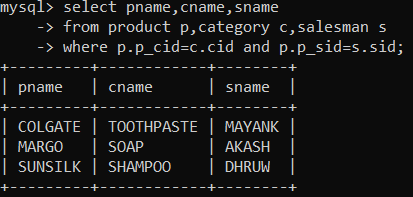 mysql> select pname,cname,sname
    -> from product p,category c,salesman s
    -> where p.p_cid=c.cid and p.p_sid=s.sid;
+---------+------------+--------+
| pname   | cname      | sname  |
+---------+------------+--------+
| COLGATE | TOOTHPASTE | MAYANK |
| MARGO   | SOAP       | AKASH  |
| SUNSILK | SHAMPOO    | DHRUW  |
+---------+------------+--------+